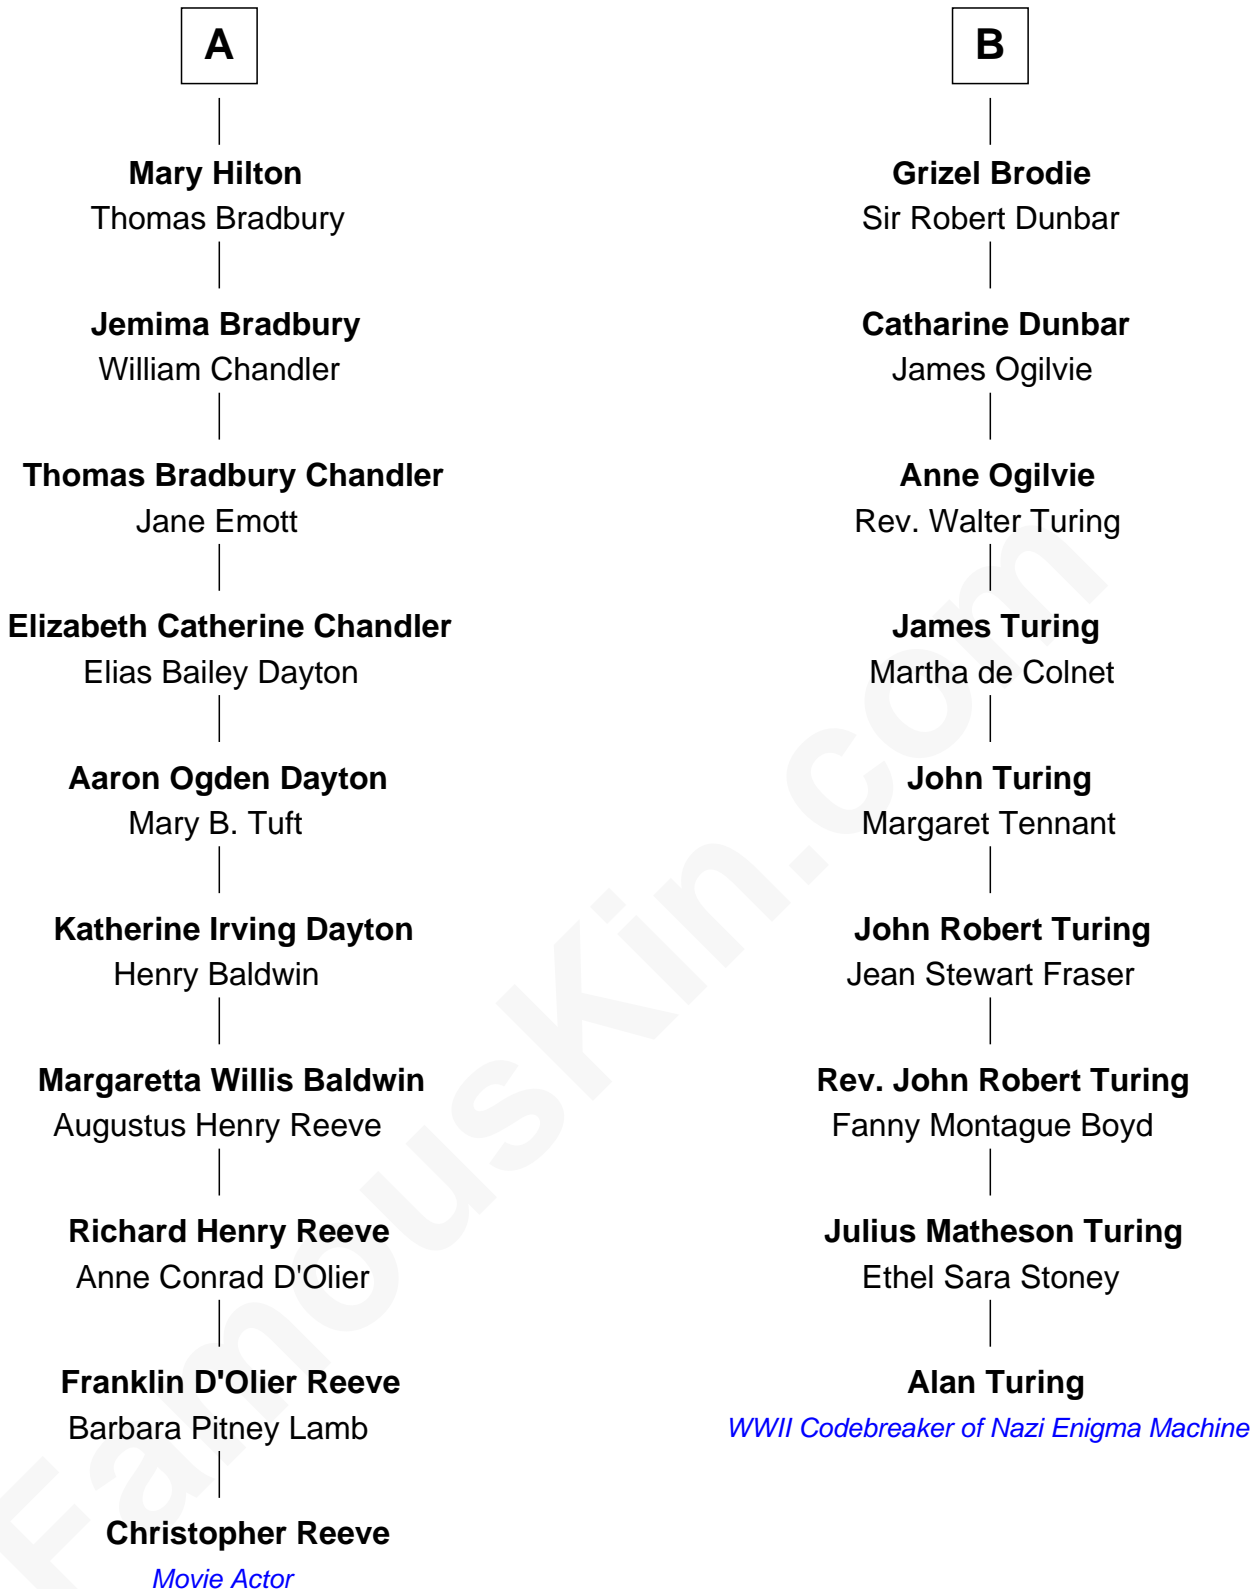 A
Mary Hilton
Thomas Bradbury
Jemima Bradbury
William Chandler
Thomas Bradbury Chandler
Jane Emott
Elizabeth Catherine Chandler
Elias Bailey Dayton
Aaron Ogden Dayton
Mary B. Tuft
Katherine Irving Dayton
Henry Baldwin
Margaretta Willis Baldwin
Augustus Henry Reeve
Richard Henry Reeve
Anne Conrad D'Olier
Franklin D'Olier Reeve
Barbara Pitney Lamb
Christopher Reeve
Movie Actor
B
Grizel Brodie
Sir Robert Dunbar
Catharine Dunbar
James Ogilvie
Anne Ogilvie
Rev. Walter Turing
James Turing
Martha de Colnet
John Turing
Margaret Tennant
John Robert Turing
Jean Stewart Fraser
Rev. John Robert Turing
Fanny Montague Boyd
Julius Matheson Turing
Ethel Sara Stoney
Alan Turing
WWII Codebreaker of Nazi Enigma Machine
FamousKin.com